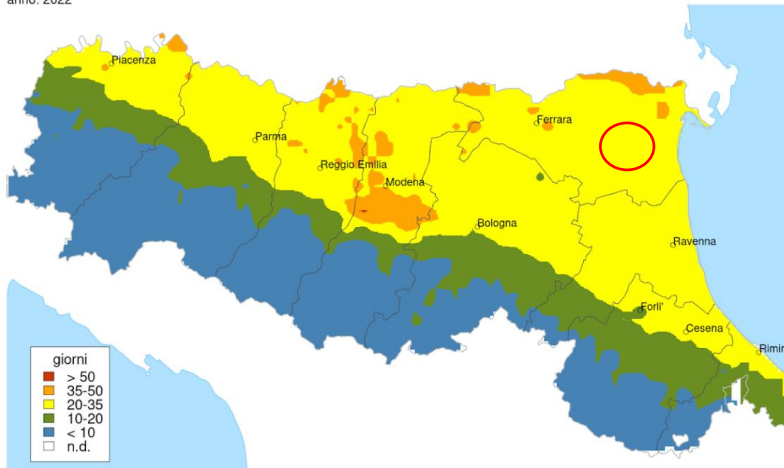 anno: 2022
Piacenza
Parma
Reggio Emilia
Modena
Ferrara
Bologna
Ravenna
Forli'
Cesena
Rimin
giorni
> 50
35-50
20-35
10-20
< 10
n.d.